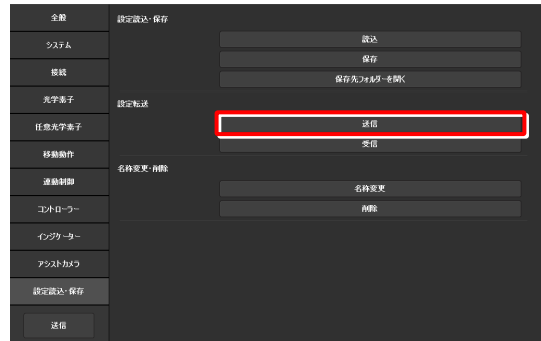 全般
システム
接続
光学素子
任意光学素子
移動動作
連動制御
コントローラー
インジケーター
アシストカメラ
設定読込・保存
送信
設定読込・保存
読込
保存
保存先フォルダーを開く
設定転送
送信
受信
名称変更・削除
名称変更
削除